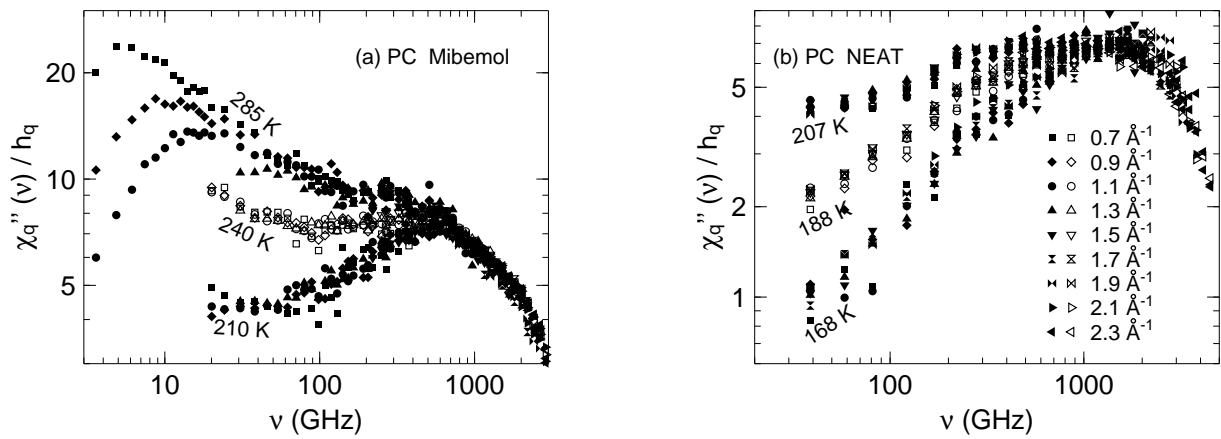 χq'' (ν) / hq
20
10
5
(a) PC Mibemol
285
240 K
210 K
10
100
1000
ν (GHz)
χq'' (ν) / hq
5
2
1
(b) PC NEAT
207 K
188 K
168 K
0.7 Å-1
0.9 Å-1
1.1 Å-1
1.3 Å-1
1.5 Å-1
1.7 Å-1
1.9 Å-1
2.1 Å-1
2.3 Å-1
100
1000
ν (GHz)